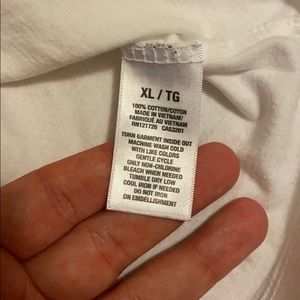 XL / TG
100% COTTON/COTON
MADE IN VIETNAM/
FABRIQUÉ AU VIETNAM
RN121726 CA53201
TURN GARMENT INSIDE OUT
MACHINE WASH COLD
WITH LIKE COLORS
GENTLE CYCLE
ONLY NON-CHLORINE
BLEACH WHEN NEEDED
TUMBLE DRY LOW
COOL IRON IF NEEDED
DO NOT IRON
ON EMBELLISHMENT